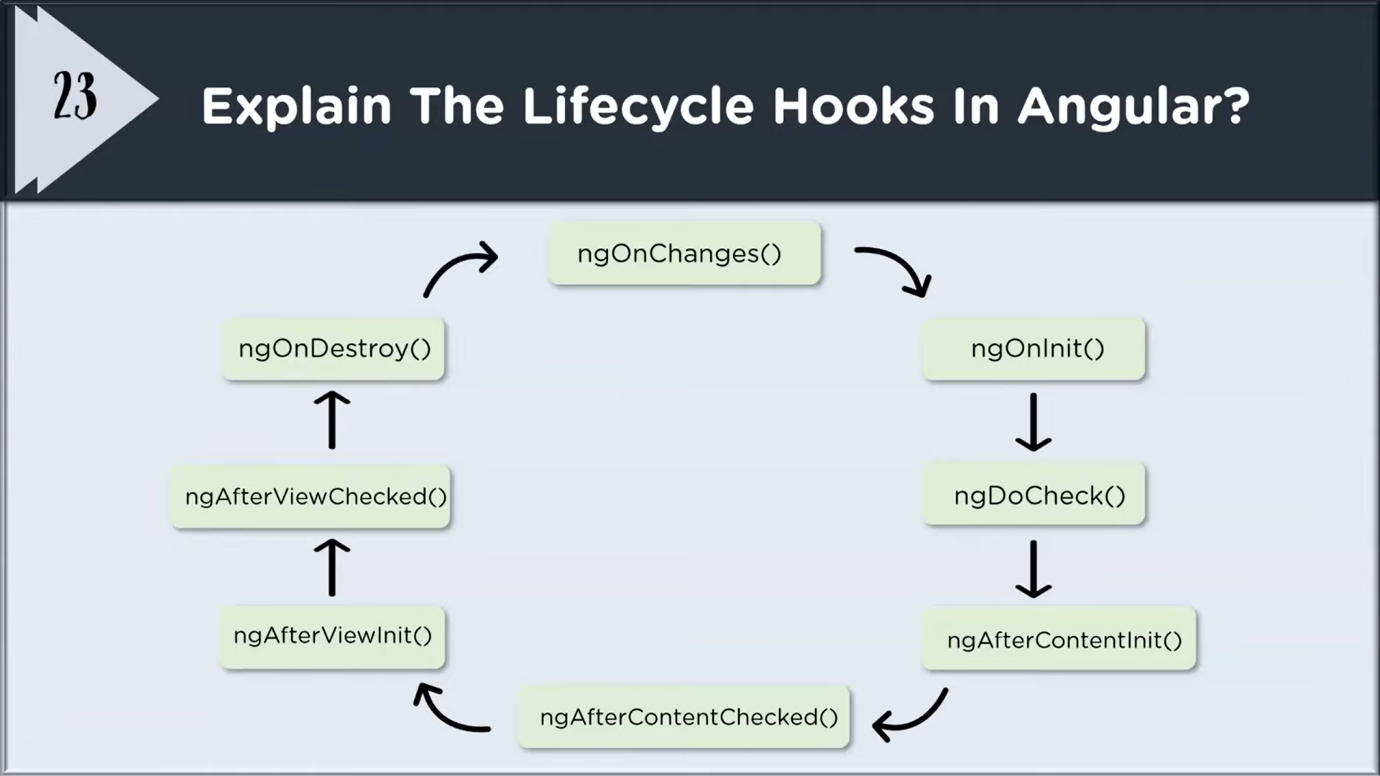 23
Explain The Lifecycle Hooks In Angular?
ngOnChanges()
ngOnInit()
ngDoCheck()
ngAfterContentInit()
ngAfterContentChecked()
ngAfterViewInit()
ngAfterViewChecked()
ngOnDestroy()